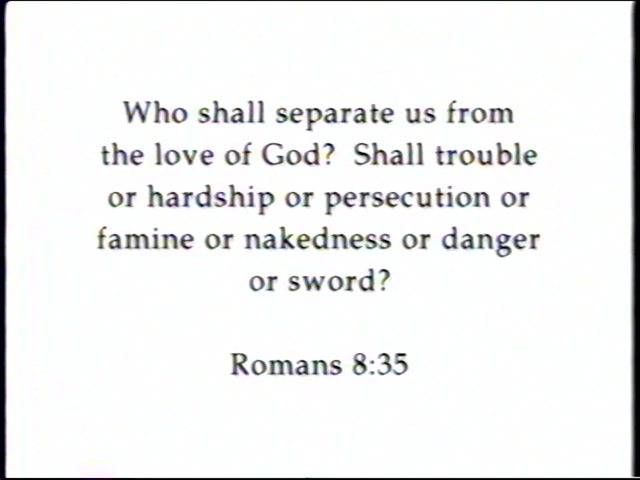 Who shall separate us from
the love of God? Shall trouble
or hardship or persecution or
famine or nakedness or danger
or sword?
Romans 8:35